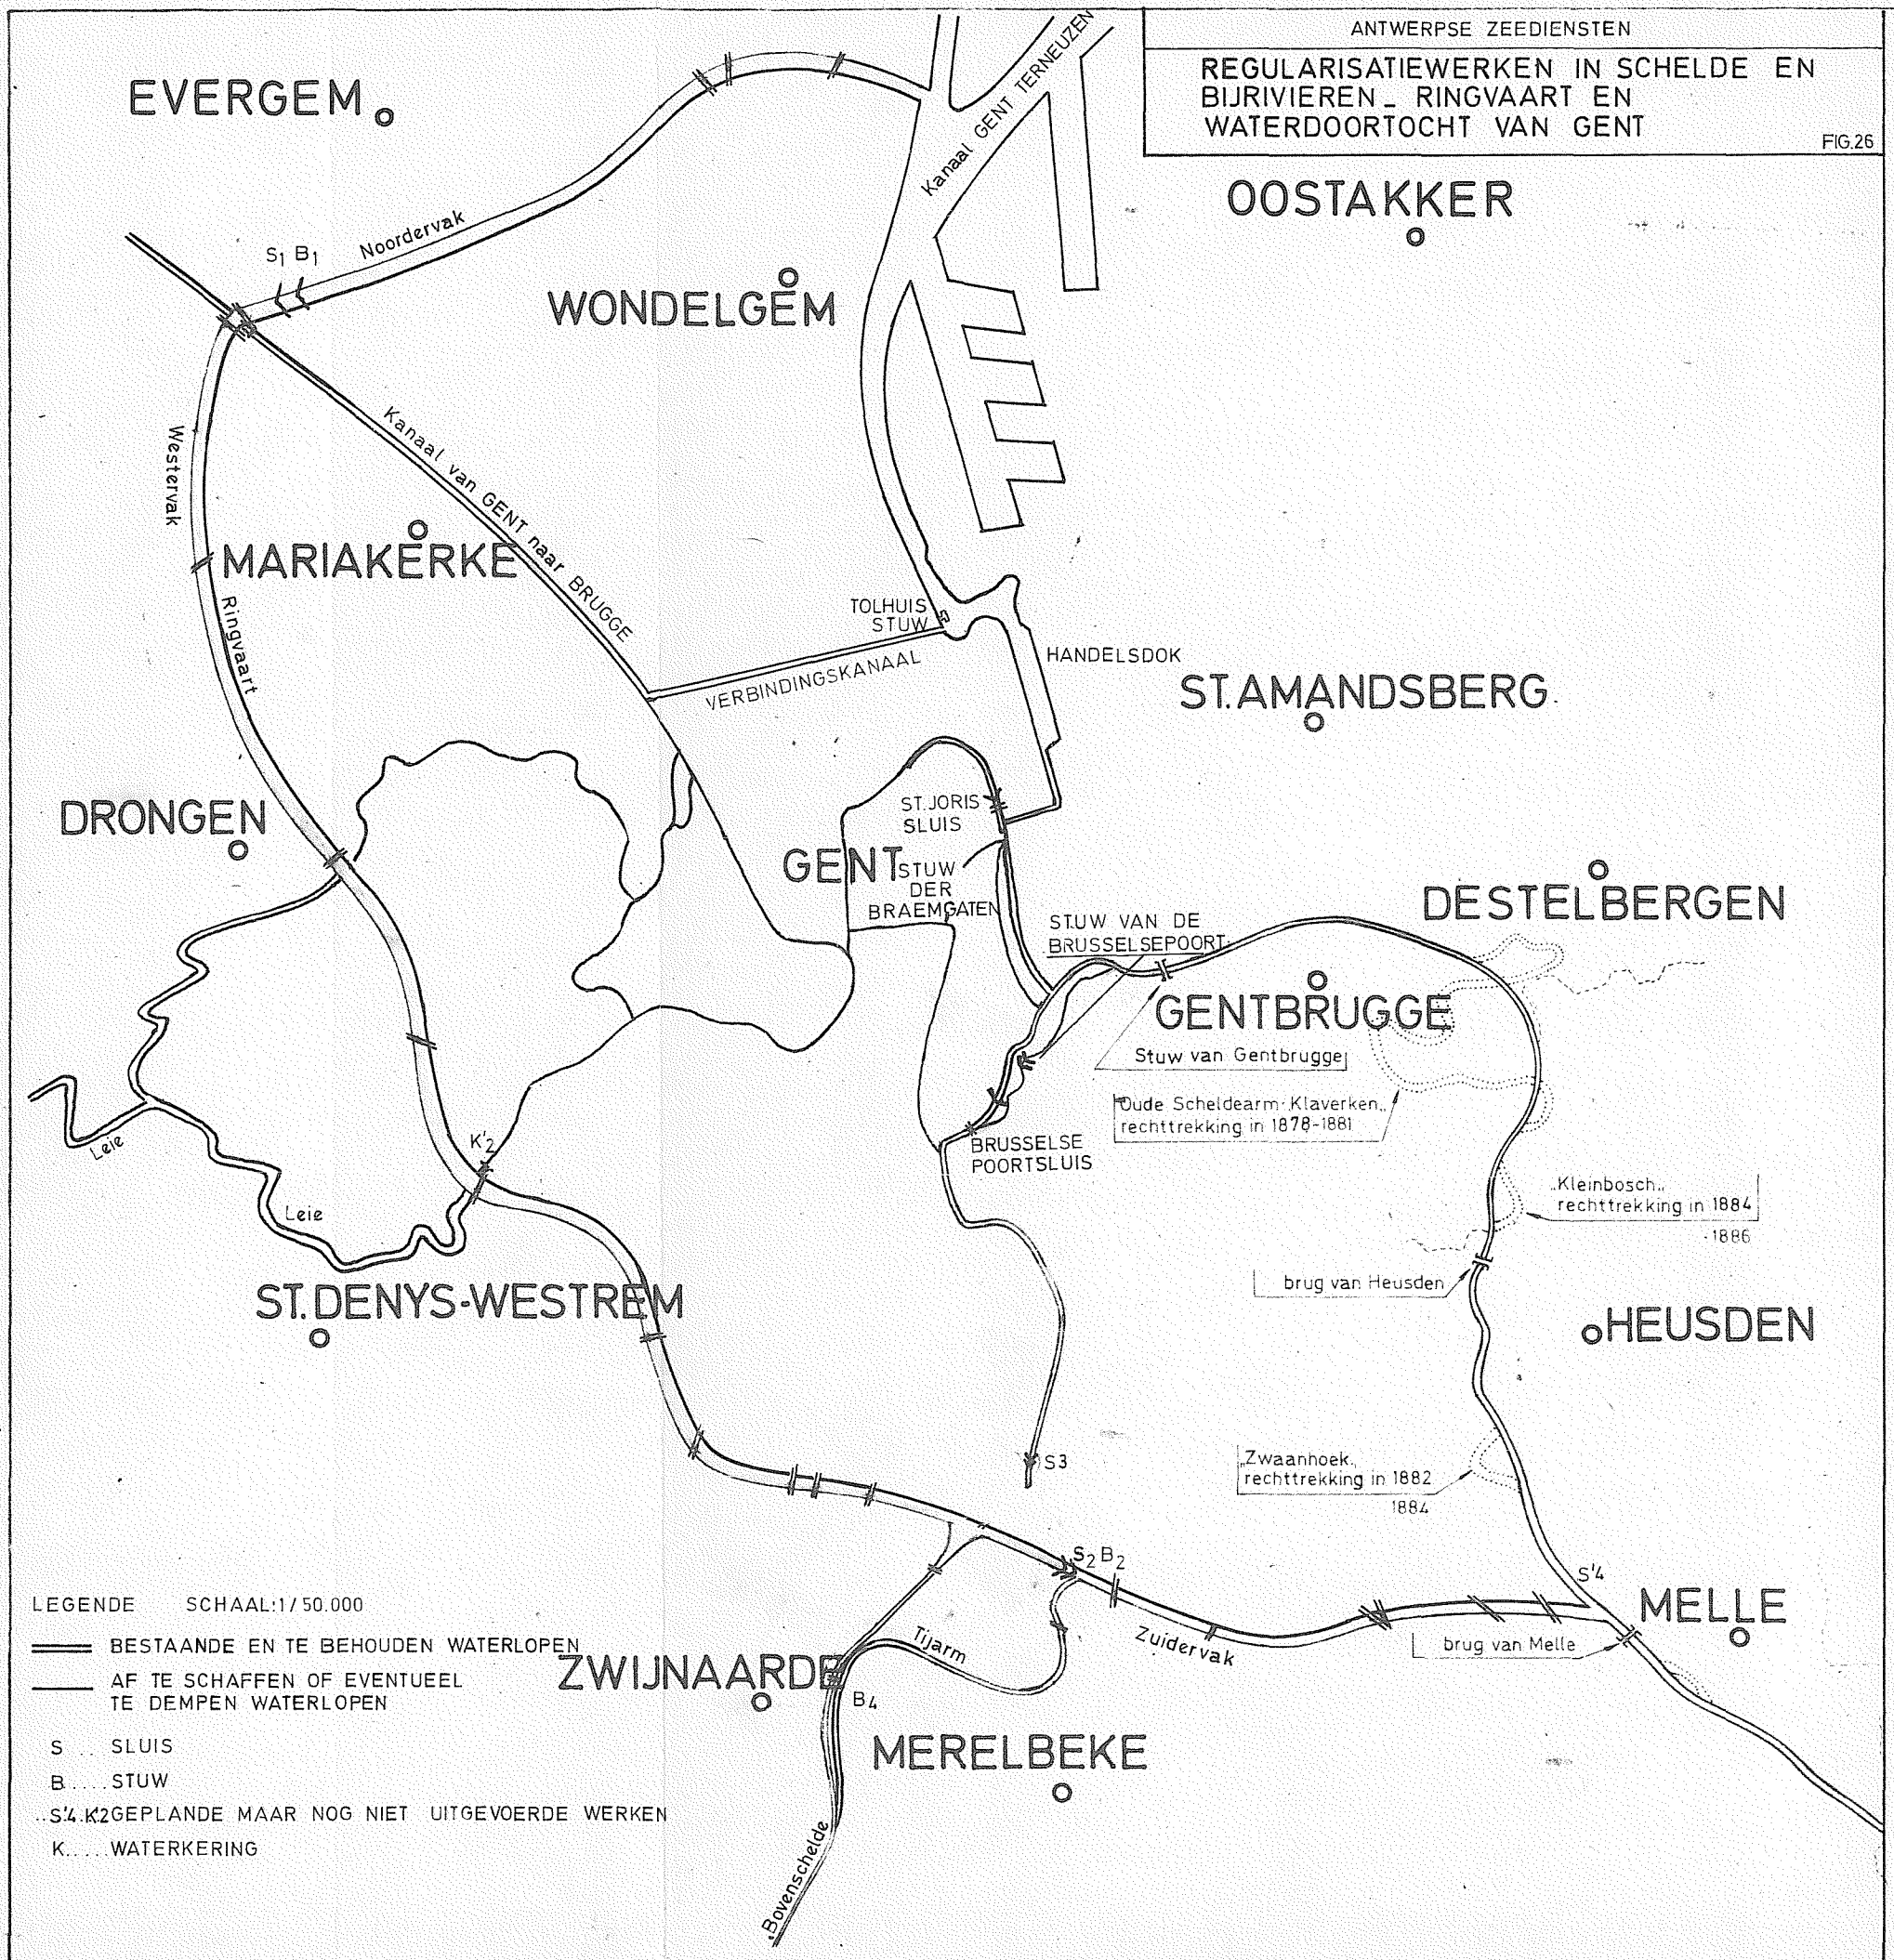 ANTWERPSE ZEEDIENSTEN
REGULARISATIEWERKEN IN SCHELDE EN
BIJRIVIEREN_ RINGVAART EN
WATERDOORTOCHT VAN GENT
FIG.26
EVERGEM
Kanaal GENT TERNEUZEN
OOSTAKKER
Noordervak
S1 B1
WONDELGEM
Westervak
Kanaal van GENT naar BRUGGE
MARIAKERKE
Ringvaart
TOLHUIS
STUW
HANDELSDOK
VERBINDINGSKANAAL
ST.AMANDSBERG.
DRONGEN
ST.JORIS
SLUIS
GENT
STUW
DER
BRAEMGATEN
DESTELBERGEN
STUW VAN DE
BRUSSELSEPOORT
GENTBRUGGE
Stuw van Gentbrugge
"Oude Scheldearm-Klaverken„
rechttrekking in 1878-1881
Leie
K'2
BRUSSELSE
POORTSLUIS
„Kleinbosch„
rechttrekking in 1884
-1886
Leie
brug van Heusden
ST.DENYS-WESTREM
HEUSDEN
S3
„Zwaanhoek„
rechttrekking in 1882
1884
S2 B2
S'4
MELLE
brug van Melle
Zuidervak
Tijarm
ZWIJNAARDE
B4
MERELBEKE
Bovenschelde
LEGENDE SCHAAL:1/50.000
BESTAANDE EN TE BEHOUDEN WATERLOPEN
AF TE SCHAFFEN OF EVENTUEEL
TE DEMPEN WATERLOPEN
S .. SLUIS
B.....STUW
..S'4.K'2GEPLANDE MAAR NOG NIET UITGEVOERDE WERKEN
K.....WATERKERING